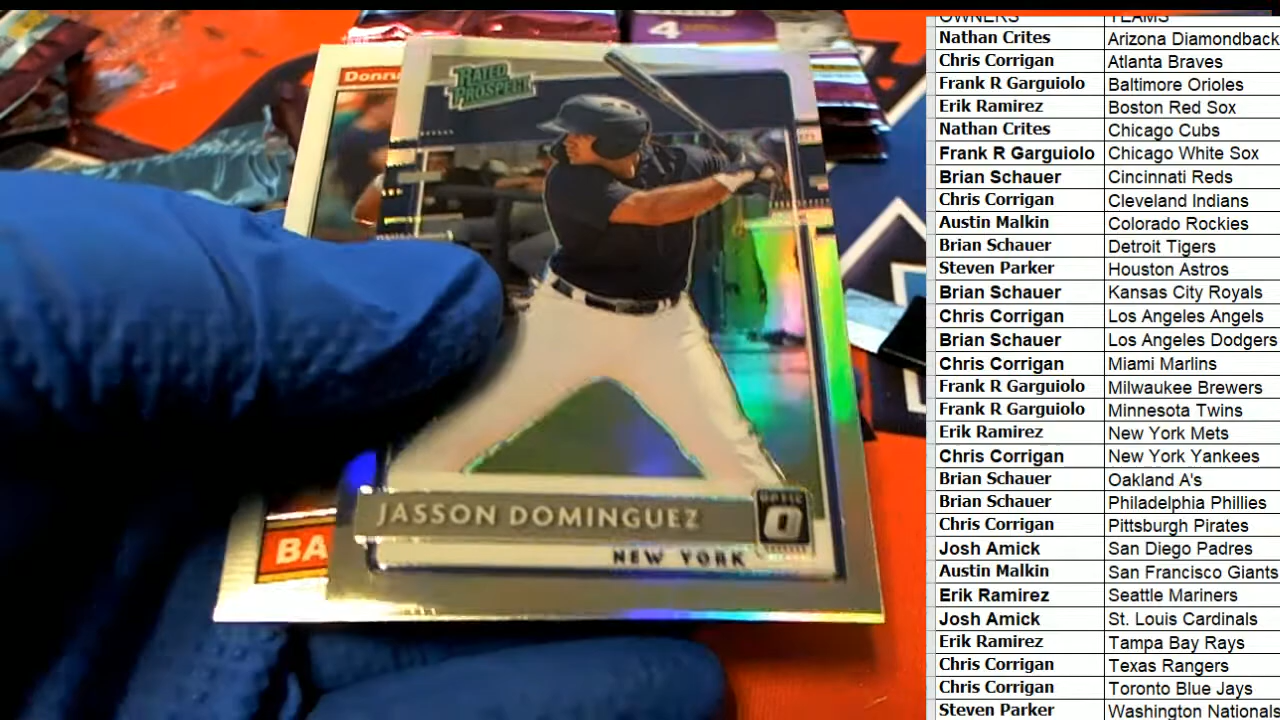 Donru
4
RATED
PROSPECT
JASSON DOMINGUEZ
OPTIC
O
NEW YORK
BA
OWNERS TEAMS
Nathan Crites Arizona Diamondback
Chris Corrigan Atlanta Braves
Frank R Garguiolo Baltimore Orioles
Erik Ramirez Boston Red Sox
Nathan Crites Chicago Cubs
Frank R Garguiolo Chicago White Sox
Brian Schauer Cincinnati Reds
Chris Corrigan Cleveland Indians
Austin Malkin Colorado Rockies
Brian Schauer Detroit Tigers
Steven Parker Houston Astros
Brian Schauer Kansas City Royals
Chris Corrigan Los Angeles Angels
Brian Schauer Los Angeles Dodgers
Chris Corrigan Miami Marlins
Frank R Garguiolo Milwaukee Brewers
Frank R Garguiolo Minnesota Twins
Erik Ramirez New York Mets
Chris Corrigan New York Yankees
Brian Schauer Oakland A's
Brian Schauer Philadelphia Phillies
Chris Corrigan Pittsburgh Pirates
Josh Amick San Diego Padres
Austin Malkin San Francisco Giants
Erik Ramirez Seattle Mariners
Josh Amick St. Louis Cardinals
Erik Ramirez Tampa Bay Rays
Chris Corrigan Texas Rangers
Chris Corrigan Toronto Blue Jays
Steven Parker Washington Nationals